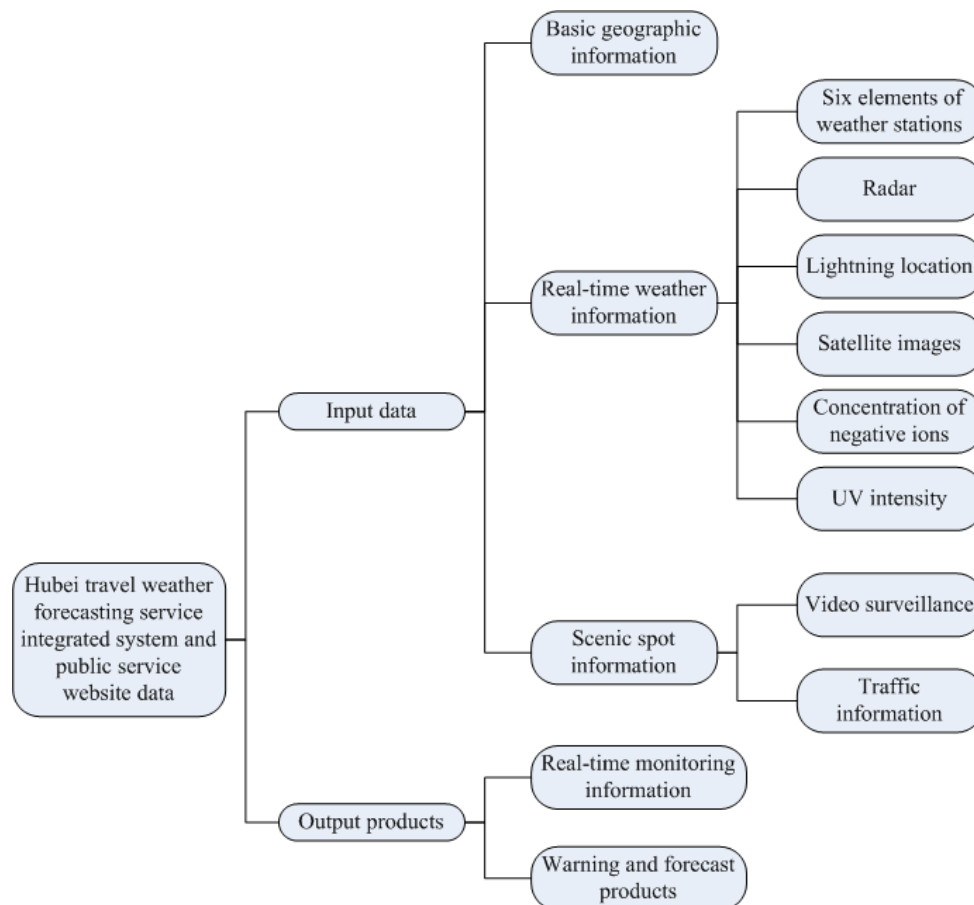 Basic geographic
information
Six elements of
weather stations
Radar
Lightning location
Real-time weather
information
Satellite images
Input data
Concentration of
negative ions
UV intensity
Hubei travel weather
forecasting service
integrated system and
public service
website data
Video surveillance
Scenic spot
information
Traffic
information
Real-time monitoring
information
Output products
Warning and forecast
products